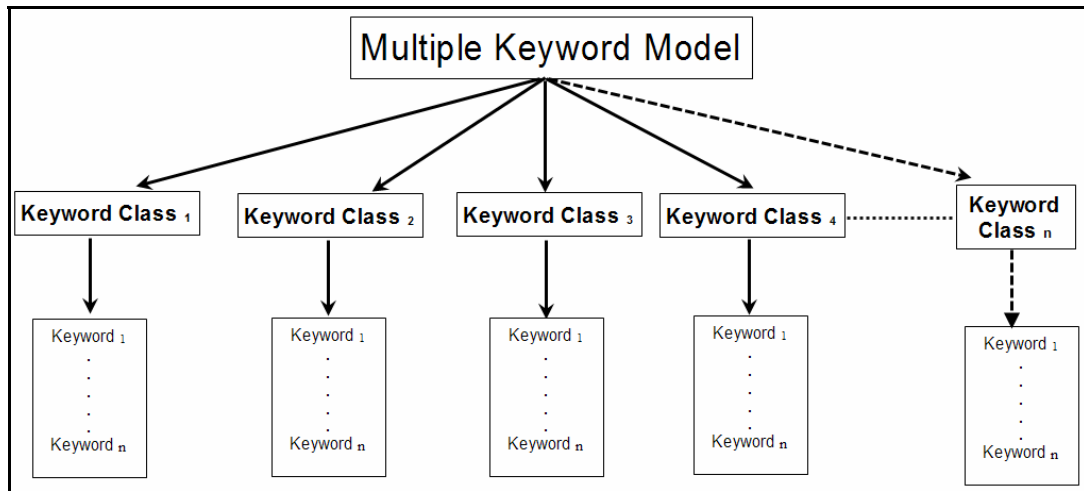 Multiple Keyword Model
Keyword Class 1
Keyword Class 2
Keyword Class 3
Keyword Class 4
Keyword
Class n
Keyword 1
.
.
.
.
.
Keyword n
Keyword 1
.
.
.
.
.
Keyword n
Keyword 1
.
.
.
.
.
Keyword n
Keyword 1
.
.
.
.
.
Keyword n
Keyword 1
.
.
.
.
.
Keyword n